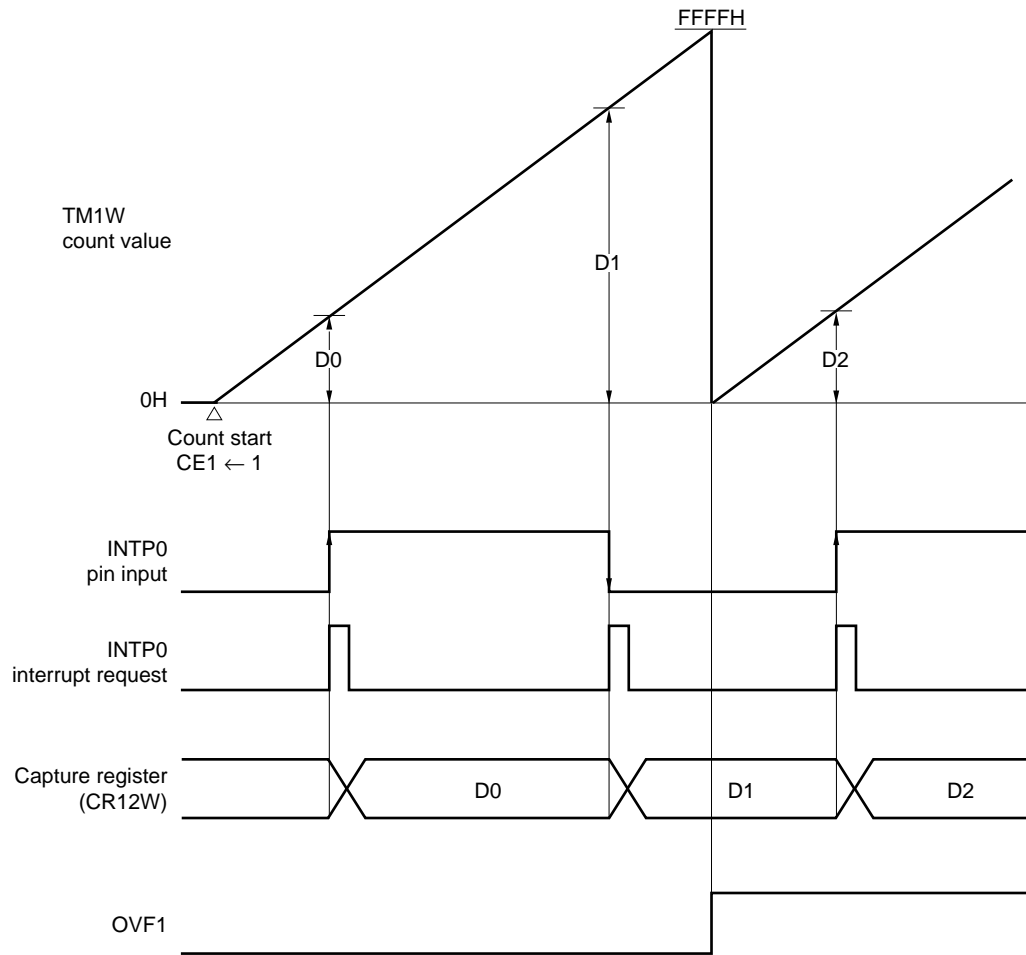 FFFFH
TM1W
count value
D1
D0
D2
0H
Count start
CE1 ← 1
INTP0
pin input
INTP0
interrupt request
Capture register
(CR12W)
D0
D1
D2
OVF1